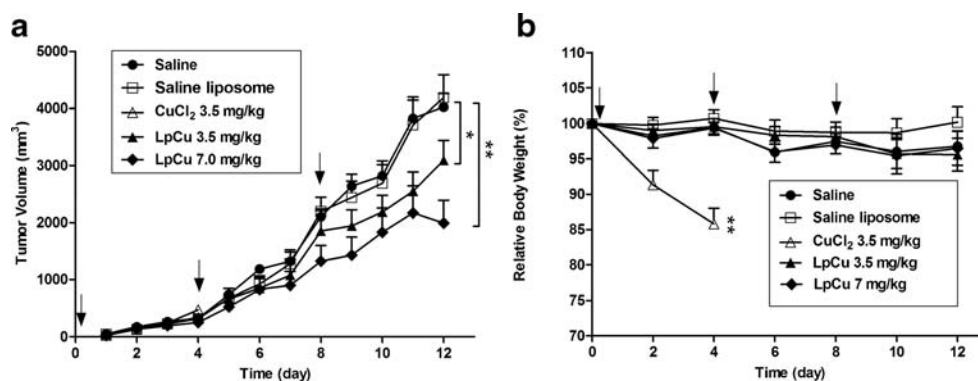 a
Tumor Volume (mm³)
5000
4000
3000
2000
1000
0
Saline
Saline liposome
CuCl₂ 3.5 mg/kg
LpCu 3.5 mg/kg
LpCu 7.0 mg/kg
*
**
0 2 4 6 8 10 12
Time (day)
b
Relative Body Weight (%)
110
105
100
95
90
85
80
75
70
**
Saline
Saline liposome
CuCl₂ 3.5 mg/kg
LpCu 3.5 mg/kg
LpCu 7 mg/kg
0 2 4 6 8 10 12
Time (day)